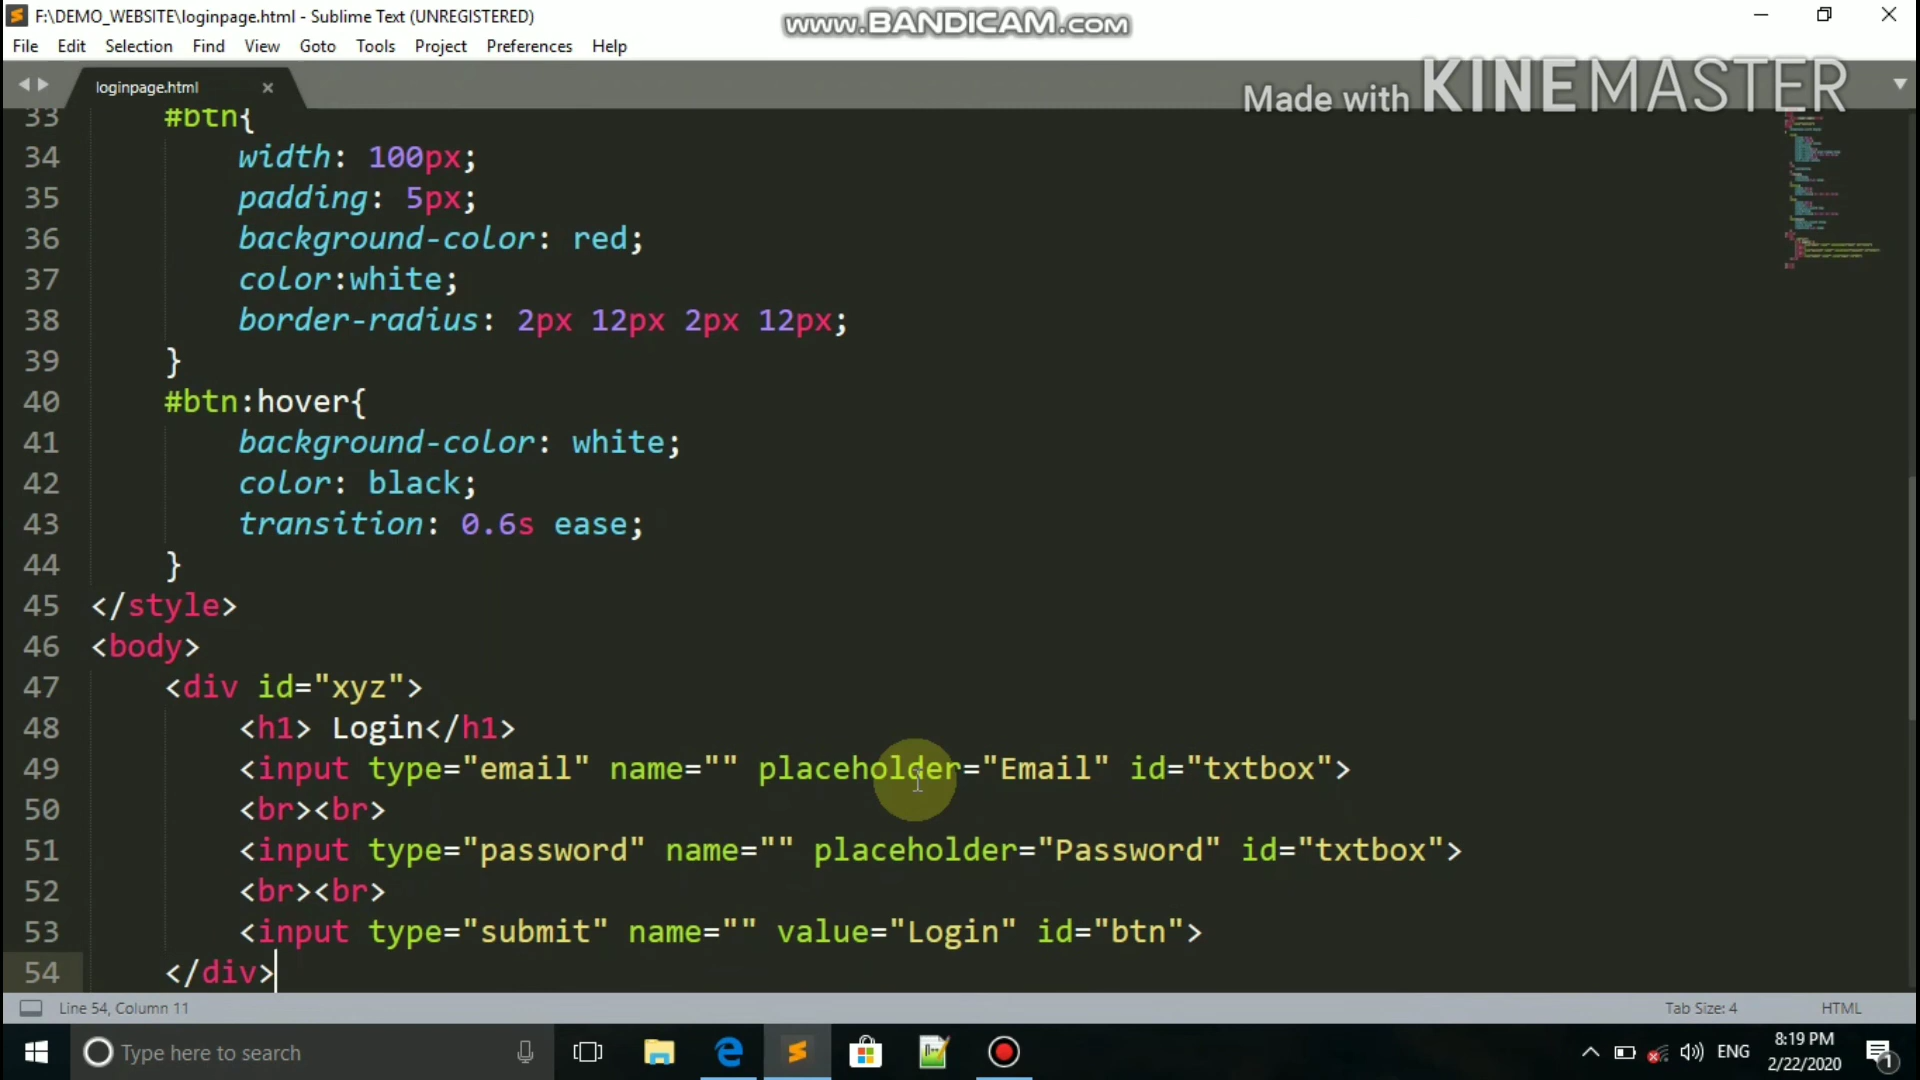 F:\DEMO_WEBSITE\loginpage.html - Sublime Text (UNREGISTERED)
www.BANDICAM.com
File Edit Selection Find View Goto Tools Project Preferences Help
loginpage.html
Made with KINEMASTER
33 #btn{
34 width: 100px;
35 padding: 5px;
36 background-color: red;
37 color:white;
38 border-radius: 2px 12px 2px 12px;
39 }
40 #btn:hover{
41 background-color: white;
42 color: black;
43 transition: 0.6s ease;
44 }
45 </style>
46 <body>
47 <div id="xyz">
48 <h1> Login</h1>
49 <input type="email" name="" placeholder="Email" id="txtbox">
50 <br><br>
51 <input type="password" name="" placeholder="Password" id="txtbox">
52 <br><br>
53 <input type="submit" name="" value="Login" id="btn">
54 </div>
Line 54, Column 11
Tab Size: 4
HTML
Type here to search
ENG
8:19 PM
2/22/2020
1